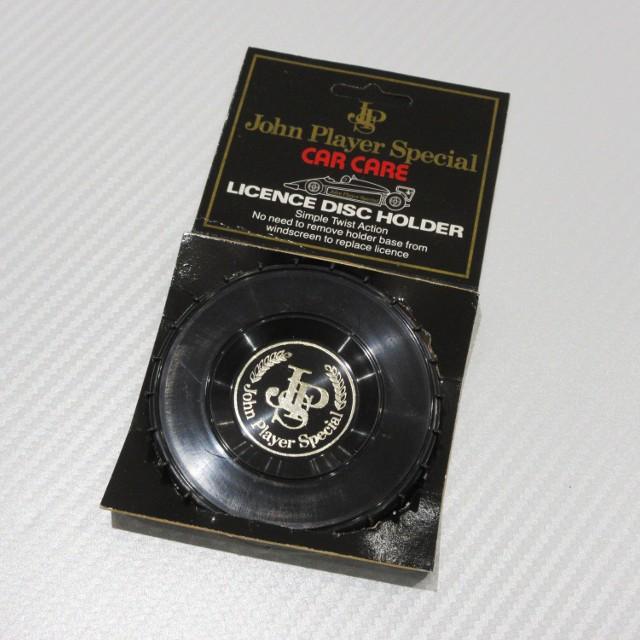 JPS
John Player Special
CAR CARE
LICENCE DISC HOLDER
Simple Twist Action
No need to remove holder base from
windscreen to replace licence
JPS
John Player Special